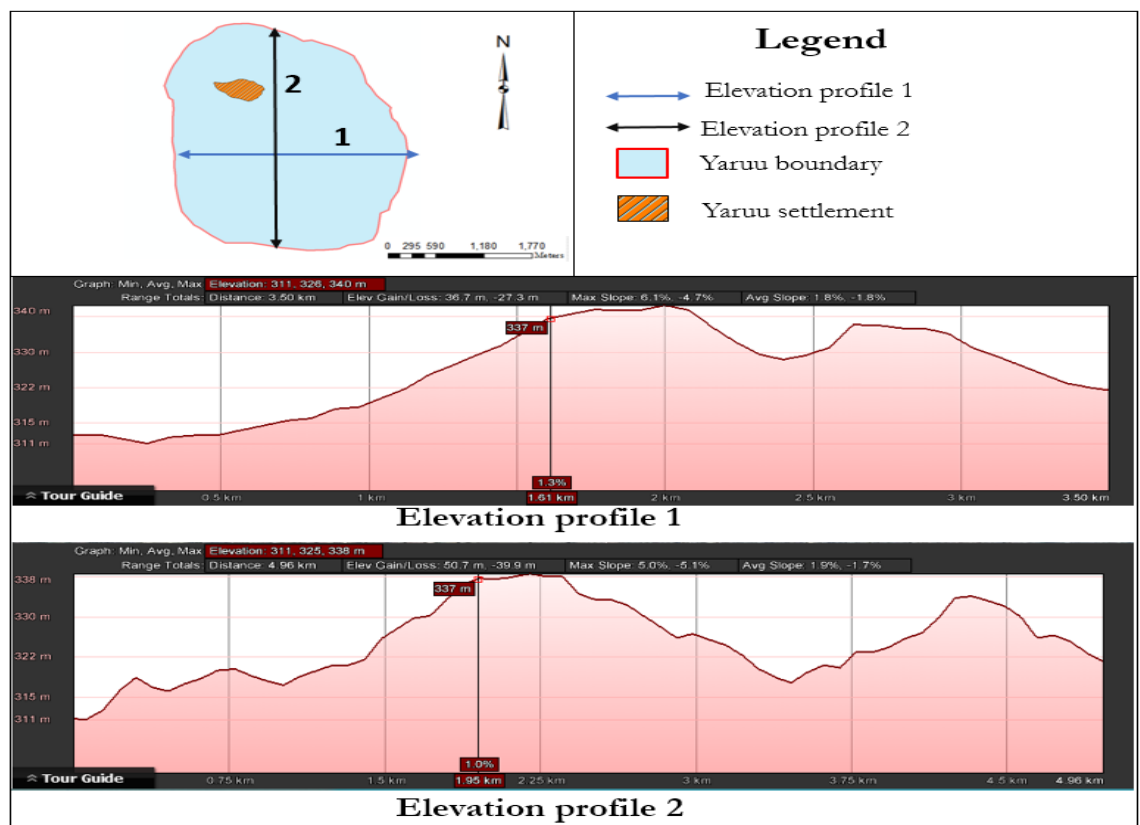 N
2
1
0 295 590 1,180 1,770
Meters
Legend
Elevation profile 1
Elevation profile 2
Yaruu boundary
Yaruu settlement
Graph: Min, Avg, Max Elevation: 311, 326, 340 m
Range Totals: Distance: 3.50 km Elev Gain/Loss: 36.7 m, -27.3 m Max Slope: 6.1%, -4.7% Avg Slope: 1.8%, -1.8%
340 m
337 m
330 m
322 m
315 m
311 m
1.3%
Tour Guide 0.5 km 1 km 1.61 km 2 km 2.5 km 3 km 3.50 km
Elevation profile 1
Graph: Min, Avg, Max Elevation: 311, 325, 338 m
Range Totals: Distance: 4.96 km Elev Gain/Loss: 50.7 m, -39.9 m Max Slope: 5.0%, -5.1% Avg Slope: 1.9%, -1.7%
338 m
337 m
330 m
322 m
315 m
311 m
1.0%
Tour Guide 0.75 km 1.5 km 1.95 km 2.25 km 3 km 3.75 km 4.5 km 4.96 km
Elevation profile 2